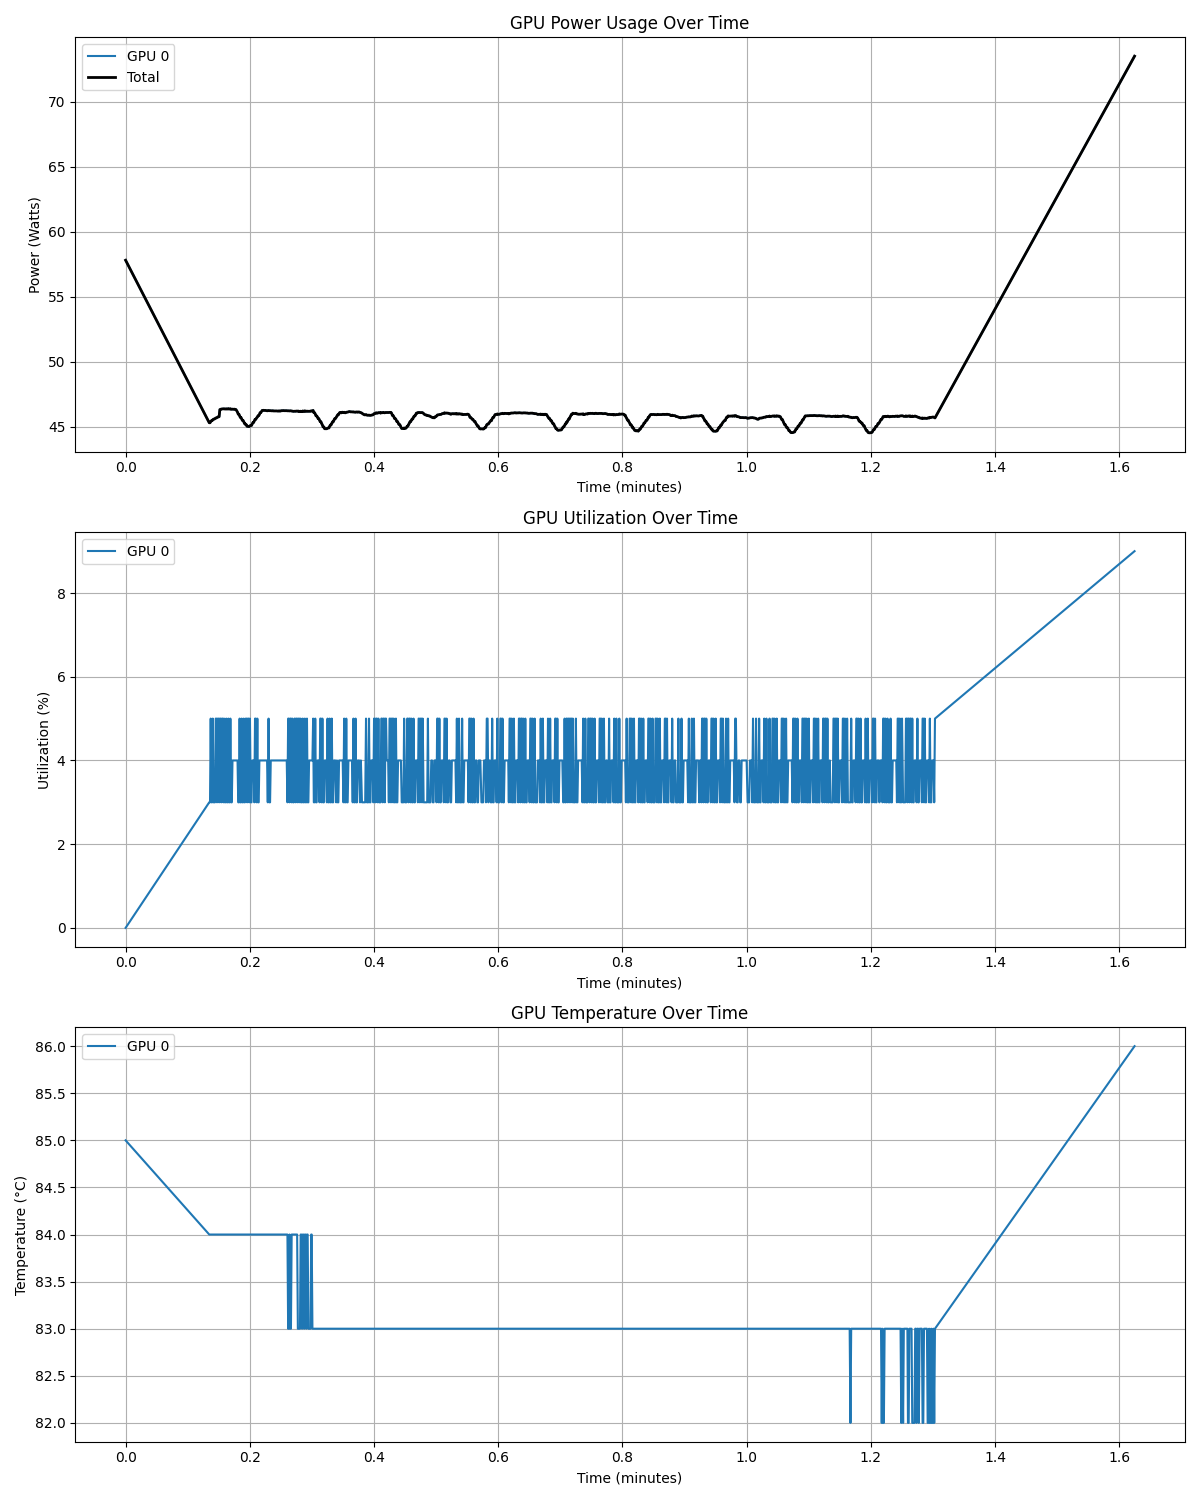 GPU Power Usage Over Time
GPU 0
Total
Power (Watts)
70
65
60
55
50
45
0.0 0.2 0.4 0.6 0.8 1.0 1.2 1.4 1.6
Time (minutes)
GPU Utilization Over Time
GPU 0
Utilization (%)
8
6
4
2
0
0.0 0.2 0.4 0.6 0.8 1.0 1.2 1.4 1.6
Time (minutes)
GPU Temperature Over Time
GPU 0
Temperature (°C)
86.0
85.5
85.0
84.5
84.0
83.5
83.0
82.5
82.0
0.0 0.2 0.4 0.6 0.8 1.0 1.2 1.4 1.6
Time (minutes)